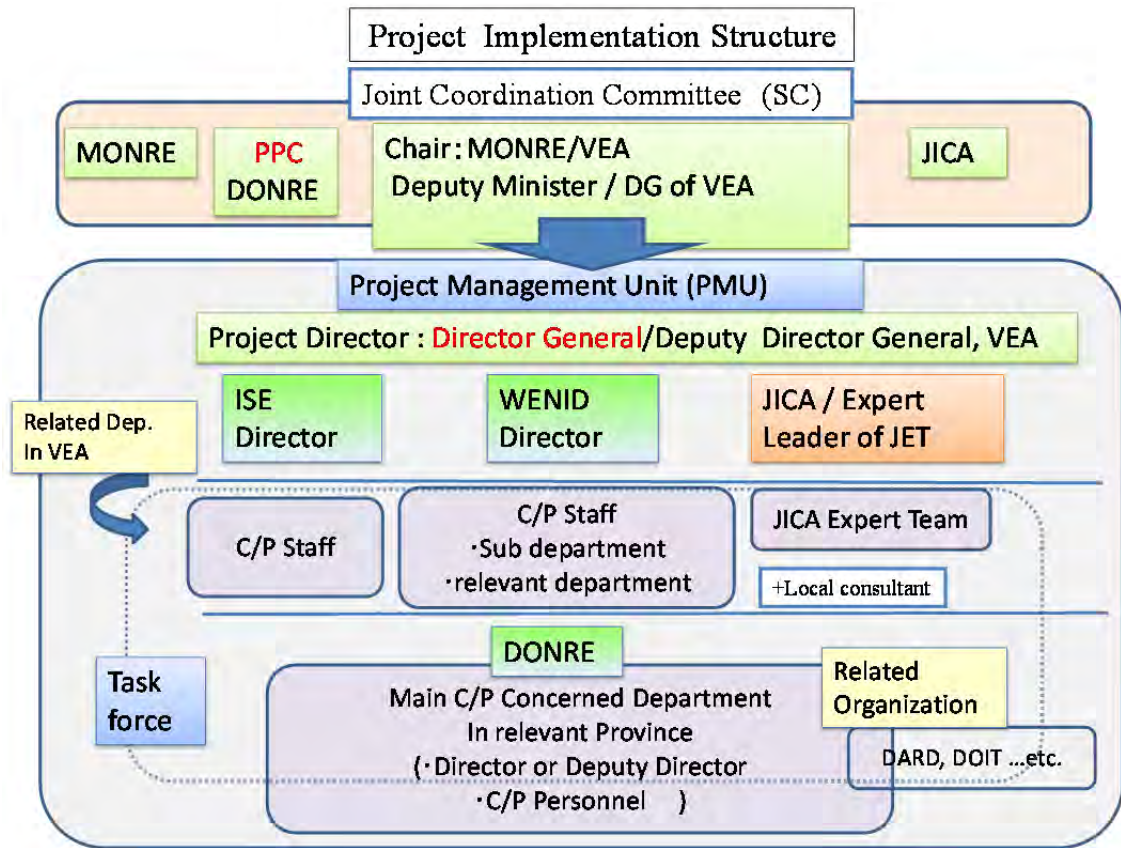 Project Implementation Structure
Joint Coordination Committee (SC)
MONRE
PPC
DONRE
Chair : MONRE/VEA
Deputy Minister / DG of VEA
JICA
Project Management Unit (PMU)
Project Director : Director General/Deputy Director General, VEA
Related Dep.
In VEA
ISE
Director
WENID
Director
JICA / Expert
Leader of JET
C/P Staff
C/P Staff
・Sub department
・relevant department
JICA Expert Team
+Local consultant
Task
force
DONRE
Main C/P Concerned Department
In relevant Province
(・Director or Deputy Director
・C/P Personnel )
Related
Organization
DARD, DOIT ...etc.